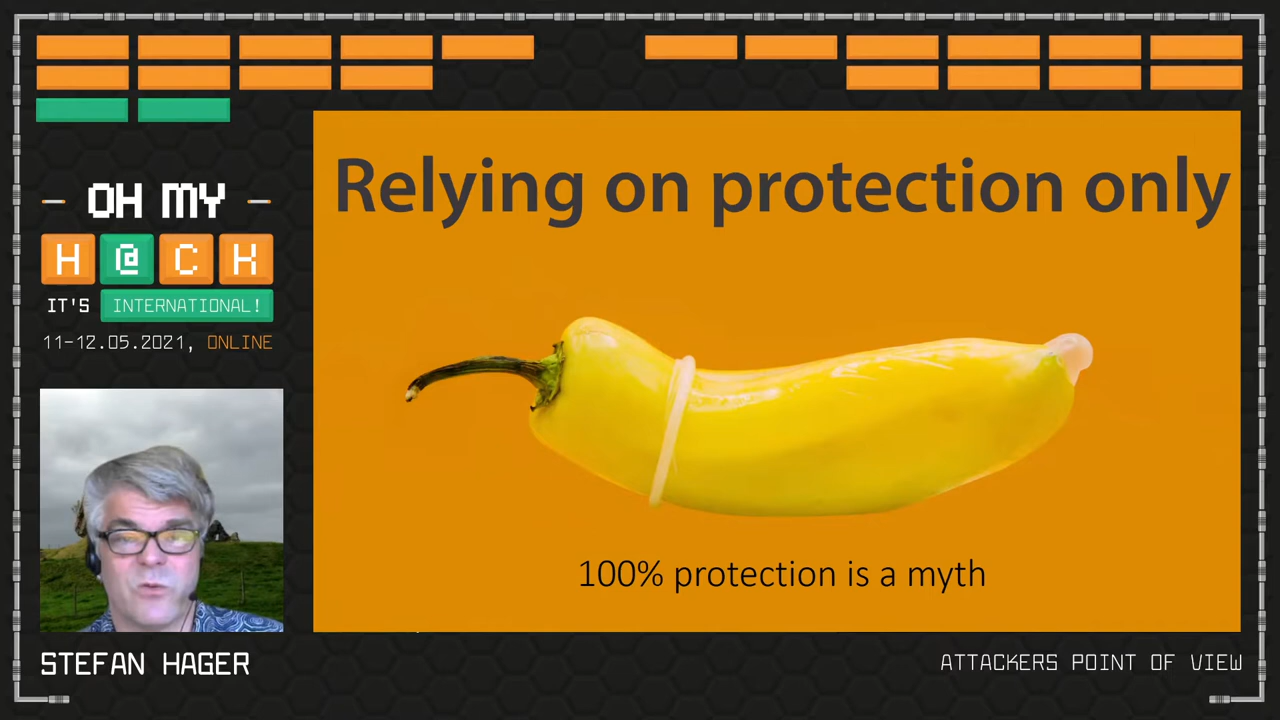 OH MY
H@CK
IT'S INTERNATIONAL!
11-12.05.2021, ONLINE
Relying on protection only
100% protection is a myth
STEFAN HAGER
ATTACKERS POINT OF VIEW